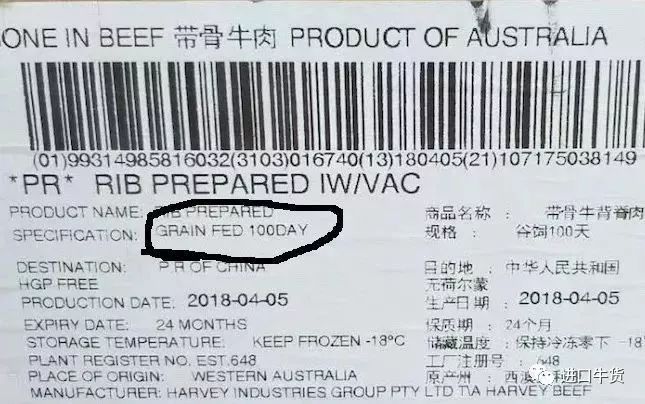 ONE IN BEEF 带骨牛肉 PRODUCT OF AUSTRALIA
(01)99314985816032(3103)016740(13)180405(21)107175038149
*PR* RIB PREPARED IW/VAC
PRODUCT NAME: RIB PREPARED 商品名称: 带骨牛背脊肉
SPECIFICATION: GRAIN FED 100DAY 规格: 谷饲100天
DESTINATION: P.R OF CHINA 目的地: 中华人民共和国
HGP FREE 无荷尔蒙
PRODUCTION DATE: 2018-04-05 生产日期: 2018-04-05
EXPIRY DATE: 24 MONTHS 保质期: 24个月
STORAGE TEMPERATURE: KEEP FROZEN -18°C 储藏温度: 保持冷冻零下 -18
PLANT REGISTER NO. EST.648 工厂注册号: 648
PLACE OF ORIGIN: WESTERN AUSTRALIA 原产州: 西澳
MANUFACTURER: HARVEY INDUSTRIES GROUP PTY LTD T/A HARVEY BEEF
进口牛货